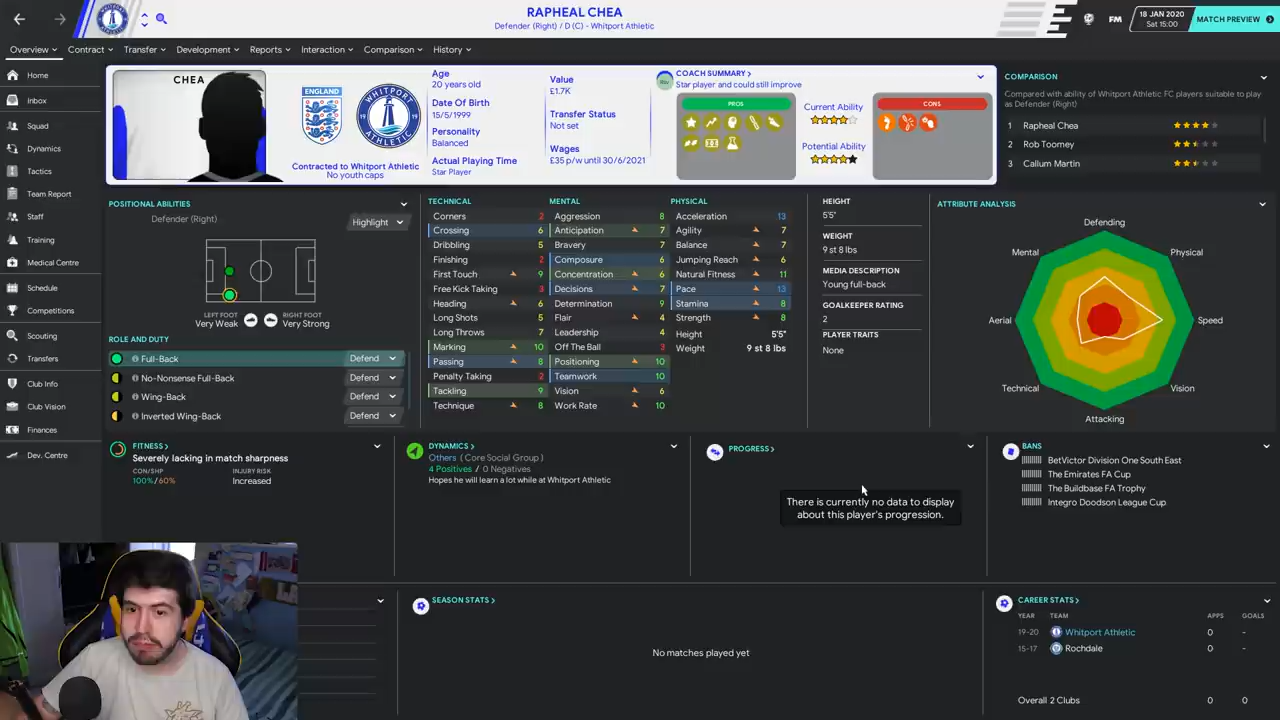 RAPHEAL CHEA
Defender (Right) / D (C) - Whitport Athletic
FM
18 JAN 2020
Sat 15:00
MATCH PREVIEW
Overview
Contract
Transfer
Development
Reports
Interaction
Comparison
History
Home
Inbox
Squad
Dynamics
Tactics
Team Report
Staff
Training
Medical Centre
Schedule
Competitions
Scouting
Transfers
Club Info
Club Vision
Finances
Dev. Centre
CHEA
ENGLAND
WHITPORT
ATHLETIC
Contracted to Whitport Athletic
No youth caps
Age
20 years old
Date Of Birth
15/5/1999
Personality
Balanced
Actual Playing Time
Star Player
Value
£1.7K
Transfer Status
Not set
Wages
£35 p/w until 30/6/2021
COACH SUMMARY
Star player and could still improve
PROS
Current Ability
Potential Ability
CONS
COMPARISON
Compared with ability of Whitport Athletic FC players suitable to play
as Defender (Right)
1 Rapheal Chea
2 Rob Toorney
3 Callum Martin
POSITIONAL ABILITIES
Defender (Right)
Highlight
LEFT FOOT
Very Weak
RIGHT FOOT
Very Strong
ROLE AND DUTY
Full-Back Defend
No-Nonsense Full-Back Defend
Wing-Back Defend
Inverted Wing-Back Defend
TECHNICAL
Corners 2
Crossing 6
Dribbling 5
Finishing 2
First Touch 9
Free Kick Taking 3
Heading 6
Long Shots 5
Long Throws 7
Marking 10
Passing 8
Penalty Taking 2
Tackling 9
Technique 8
MENTAL
Aggression 8
Anticipation 7
Bravery 7
Composure 6
Concentration 6
Decisions 7
Determination 9
Flair 4
Leadership 4
Off The Ball 3
Positioning 10
Teamwork 10
Vision 6
Work Rate 10
PHYSICAL
Acceleration 13
Agility 7
Balance 7
Jumping Reach 6
Natural Fitness 11
Pace 13
Stamina 8
Strength 8
Height 5'5"
Weight 9 st 8 lbs
HEIGHT
5'5"
WEIGHT
9 st 8 lbs
MEDIA DESCRIPTION
Young full-back
GOALKEEPER RATING
2
PLAYER TRAITS
None
ATTRIBUTE ANALYSIS
Defending
Mental
Physical
Aerial
Speed
Technical
Vision
Attacking
FITNESS
Severely lacking in match sharpness
CON/SHP
100%/60%
INJURY RISK
Increased
DYNAMICS
Others (Core Social Group)
4 Positives / 0 Negatives
Hopes he will learn a lot while at Whitport Athletic
PROGRESS
There is currently no data to display
about this player's progression.
BANS
BetVictor Division One South East
The Emirates FA Cup
The Buildbase FA Trophy
Integro Doodson League Cup
SEASON STATS
No matches played yet
CAREER STATS
YEAR TEAM APPS GOALS
19-20 Whitport Athletic 0 -
15-17 Rochdale 0 -
Overall 2 Clubs 0 0